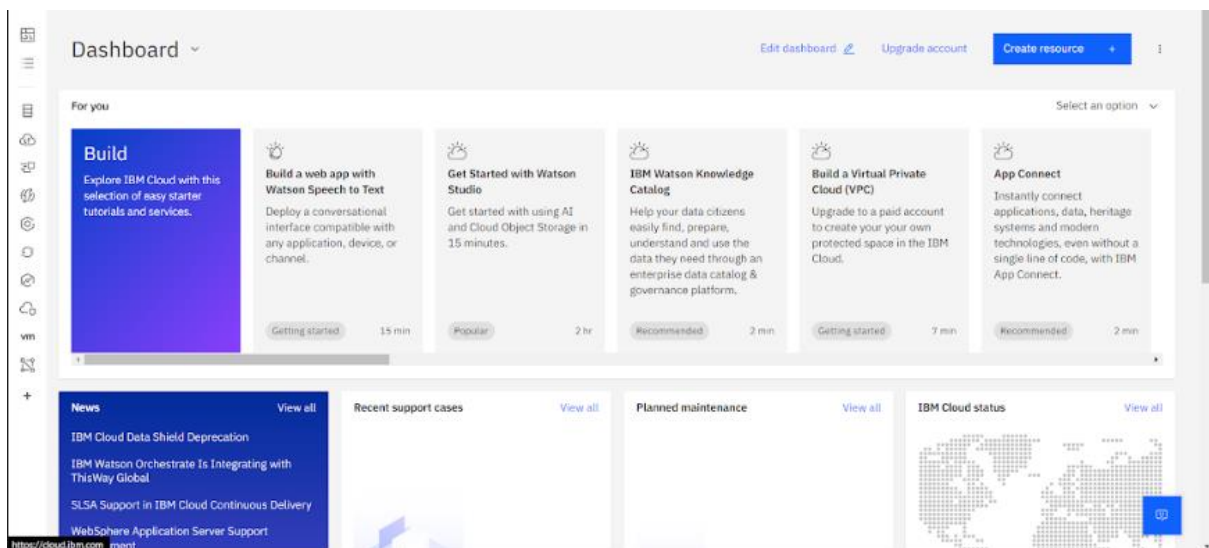 Dashboard
Edit dashboard
Upgrade account
Create resource +
For you
Select an option
Build
Explore IBM Cloud with this
selection of easy starter
tutorials and services.
Build a web app with
Watson Speech to Text
Deploy a conversational
interface compatible with
any application, device, or
channel.
Getting started 15 min
Get Started with Watson
Studio
Get started with using AI
and Cloud Object Storage in
15 minutes.
Popular 2 hr
IBM Watson Knowledge
Catalog
Help your data citizens
easily find, prepare,
understand and use the
data they need through an
enterprise data catalog &
governance platform.
Recommended 2 min
Build a Virtual Private
Cloud (VPC)
Upgrade to a paid account
to create your your own
protected space in the IBM
Cloud.
Getting started 7 min
App Connect
Instantly connect
applications, data, heritage
systems and modern
technologies, even without a
single line of code, with IBM
App Connect.
Recommended 2 min
vm
+
News View all
IBM Cloud Data Shield Deprecation
IBM Watson Orchestrate Is Integrating with
ThisWay Global
SLSA Support in IBM Cloud Continuous Delivery
WebSphere Application Server Support
Recent support cases View all
Planned maintenance View all
IBM Cloud status View all
https://cloud.ibm.com